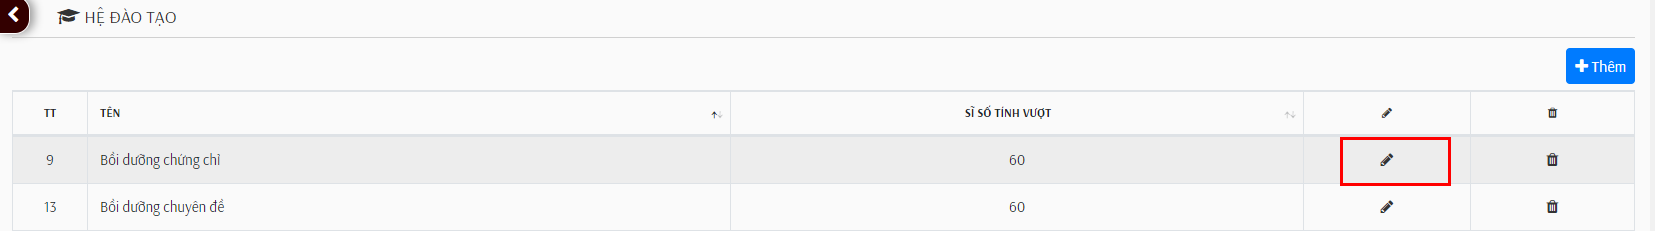 HỆ ĐÀO TẠO
Thêm
TT TÊN SĨ SỐ TÍNH VƯỢT
9 Bồi dưỡng chứng chỉ 60
13 Bồi dưỡng chuyên đề 60